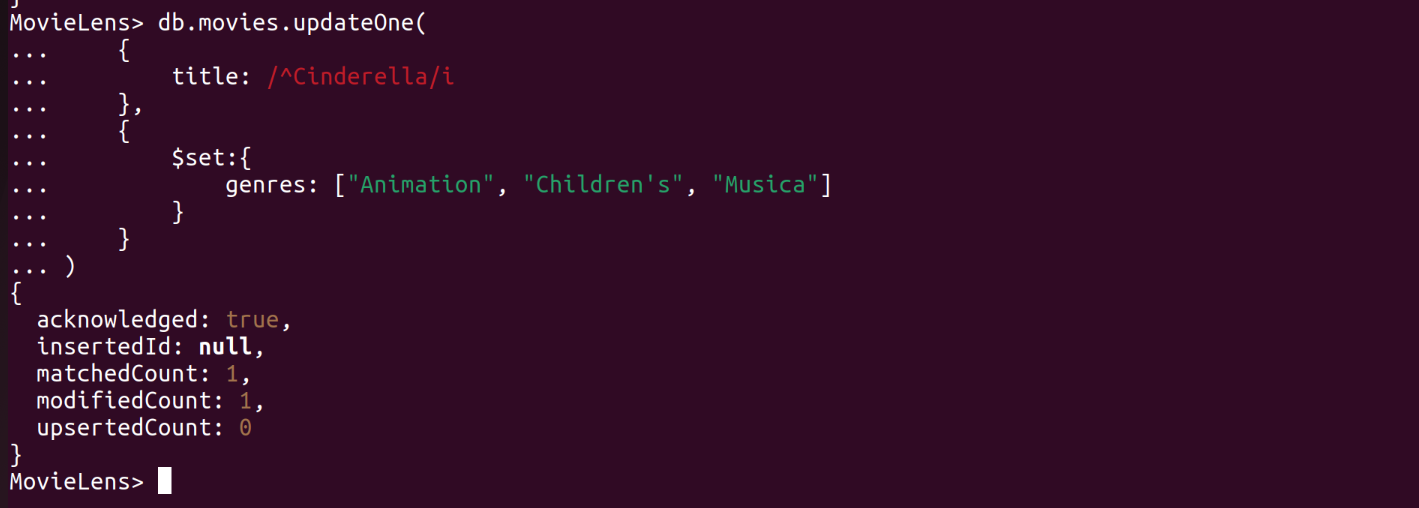 }
MovieLens> db.movies.updateOne(
...     {
...         title: /^Cinderella/i
...     },
...     {
...         $set:{
...             genres: ["Animation", "Children's", "Musica"]
...         }
...     }
... )
{
  acknowledged: true,
  insertedId: null,
  matchedCount: 1,
  modifiedCount: 1,
  upsertedCount: 0
}
MovieLens>